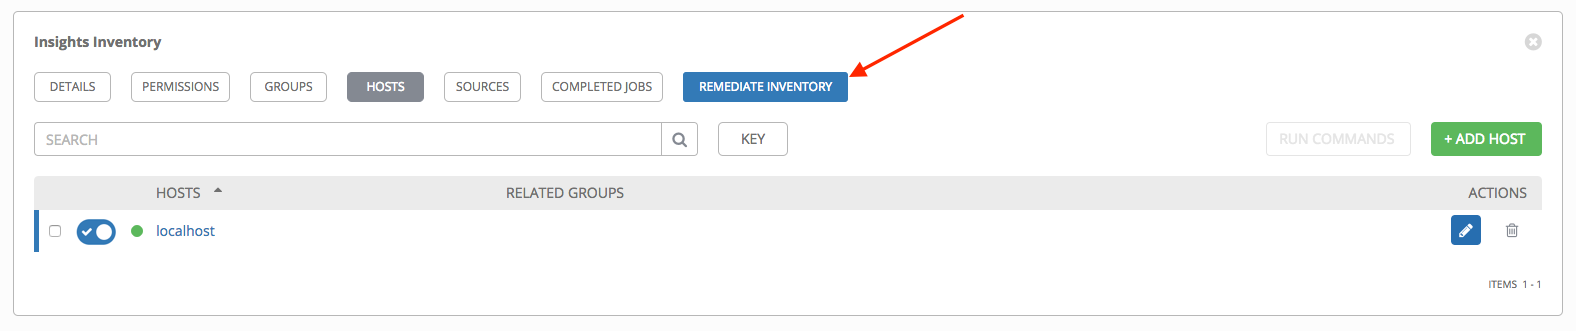 Insights Inventory
DETAILS PERMISSIONS GROUPS HOSTS SOURCES COMPLETED JOBS REMEDIATE INVENTORY
SEARCH KEY RUN COMMANDS + ADD HOST
HOSTS RELATED GROUPS ACTIONS
localhost
ITEMS 1 - 1